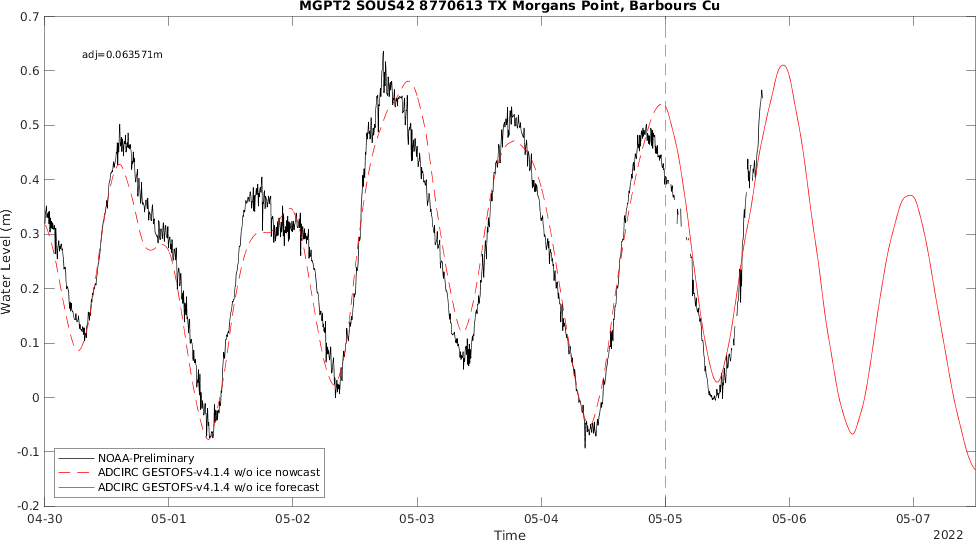 MGPT2 SOUS42 8770613 TX Morgans Point, Barbours Cu
adj=0.063571m
0.7
0.6
0.5
0.4
0.3
0.2
0.1
0
-0.1
-0.2
Water Level (m)
NOAA-Preliminary
ADCIRC GESTOFS-v4.1.4 w/o ice nowcast
ADCIRC GESTOFS-v4.1.4 w/o ice forecast
04-30 05-01 05-02 05-03 05-04 05-05 05-06 05-07
Time
2022